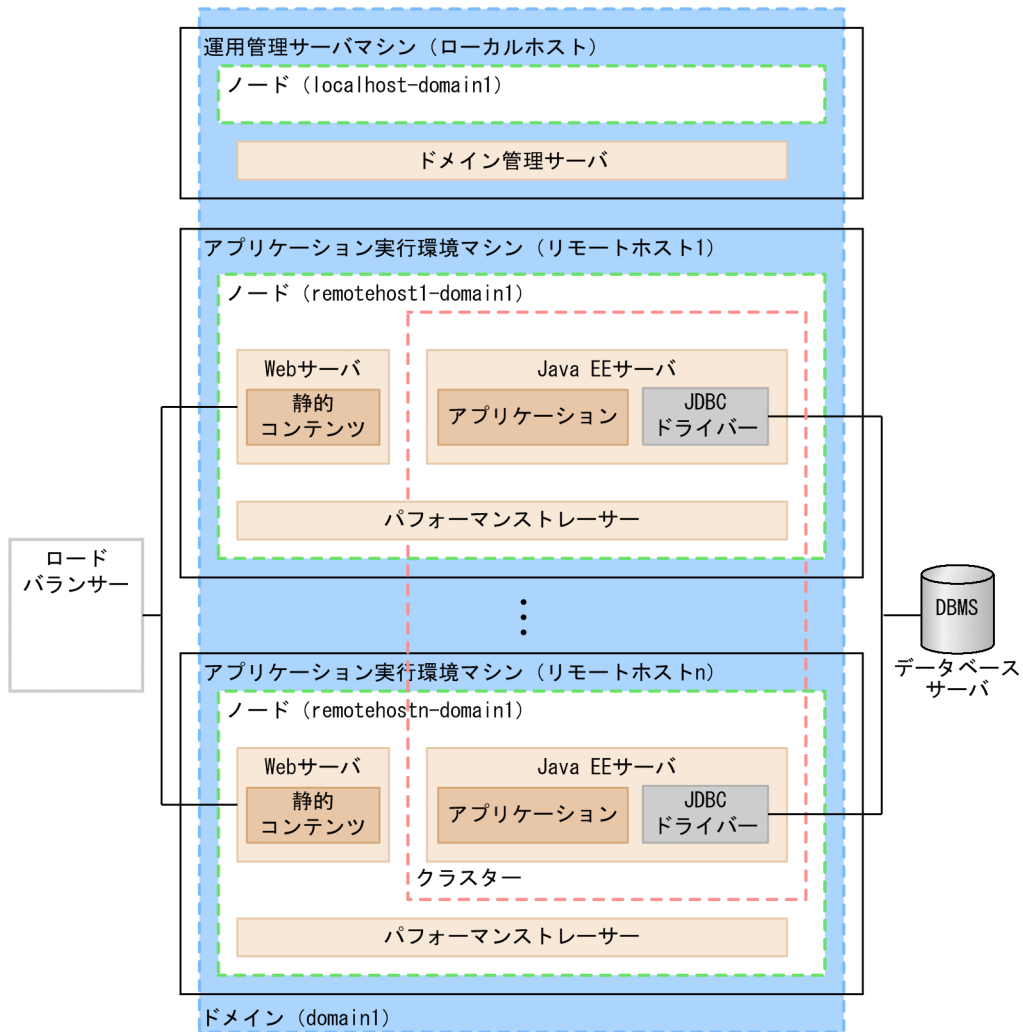 運用管理サーバマシン（ローカルホスト）
ノード（localhost-domain1）
ドメイン管理サーバ
アプリケーション実行環境マシン（リモートホスト1）
ノード（remotehost1-domain1）
Webサーバ
静的
コンテンツ
Java EEサーバ
アプリケーション
JDBC
ドライバー
パフォーマンストレーサー
ロード
バランサー
DBMS
データベース
サーバ
アプリケーション実行環境マシン（リモートホストn）
ノード（remotehostn-domain1）
Webサーバ
静的
コンテンツ
Java EEサーバ
アプリケーション
JDBC
ドライバー
クラスター
パフォーマンストレーサー
ドメイン（domain1）